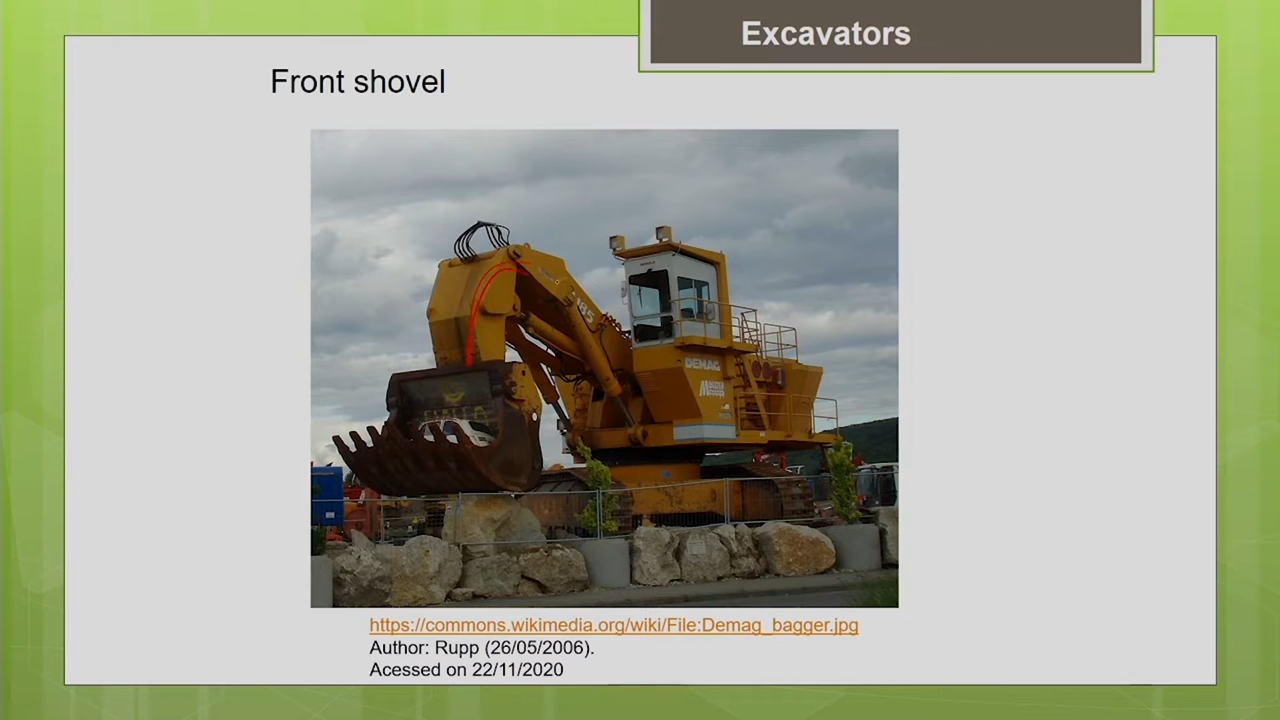 Excavators
Front shovel
185
DEMAG
https://commons.wikimedia.org/wiki/File:Demag_bagger.jpg
Author: Rupp (26/05/2006).
Acessed on 22/11/2020